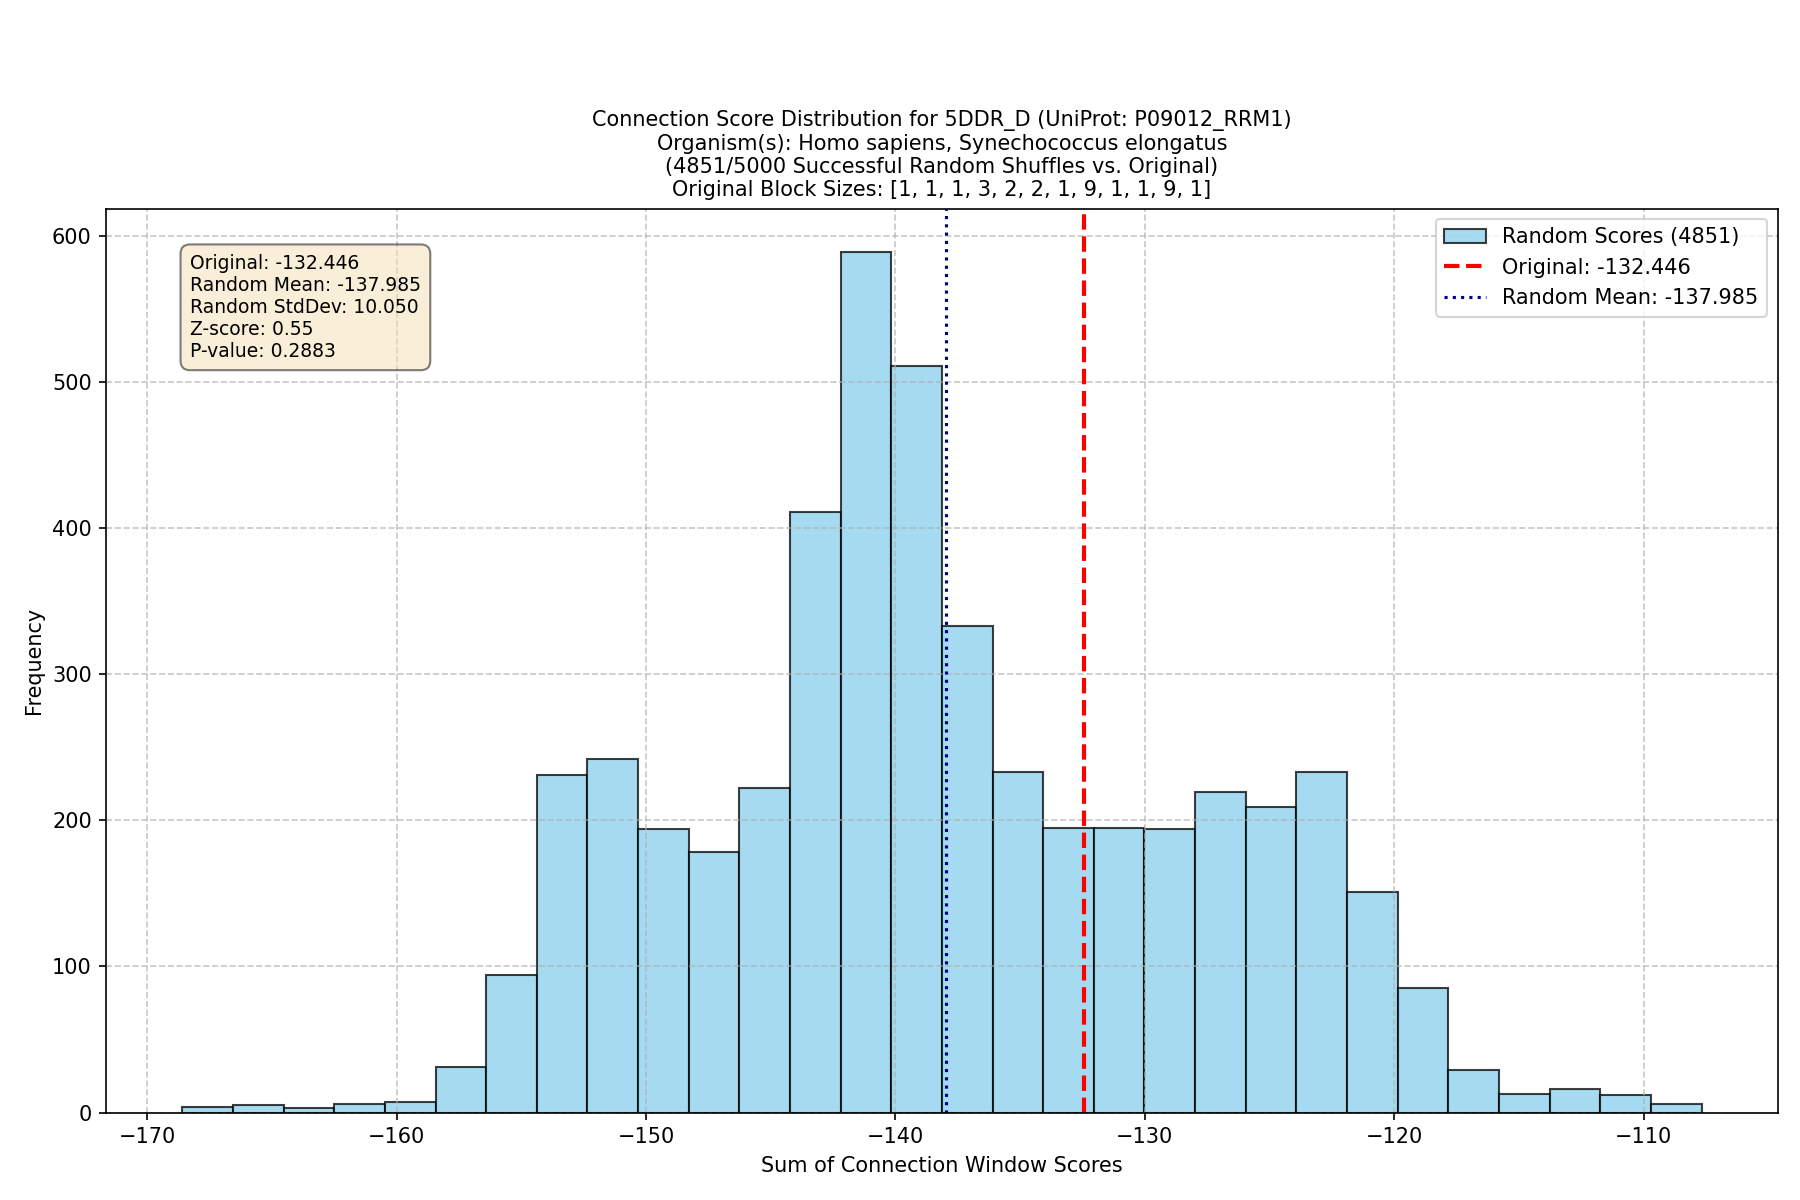 Connection Score Distribution for 5DDR_D (UniProt: P09012_RRM1)
Organism(s): Homo sapiens, Synechococcus elongatus
(4851/5000 Successful Random Shuffles vs. Original)
Original Block Sizes: [1, 1, 1, 3, 2, 2, 1, 9, 1, 1, 9, 1]
Original: -132.446
Random Mean: -137.985
Random StdDev: 10.050
Z-score: 0.55
P-value: 0.2883
Random Scores (4851)
Original: -132.446
Random Mean: -137.985
Frequency
600
500
400
300
200
100
0
−170
−160
−150
−140
−130
−120
−110
Sum of Connection Window Scores